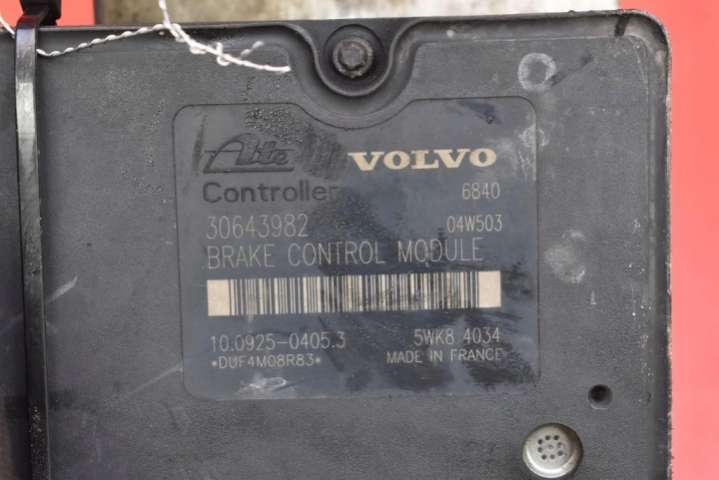 Ate VOLVO
Controller 6840
30643982 04W503
BRAKE CONTROL MODULE
10.0925-0405.3 5WK8 4034
*DUF4M08R83* MADE IN FRANCE